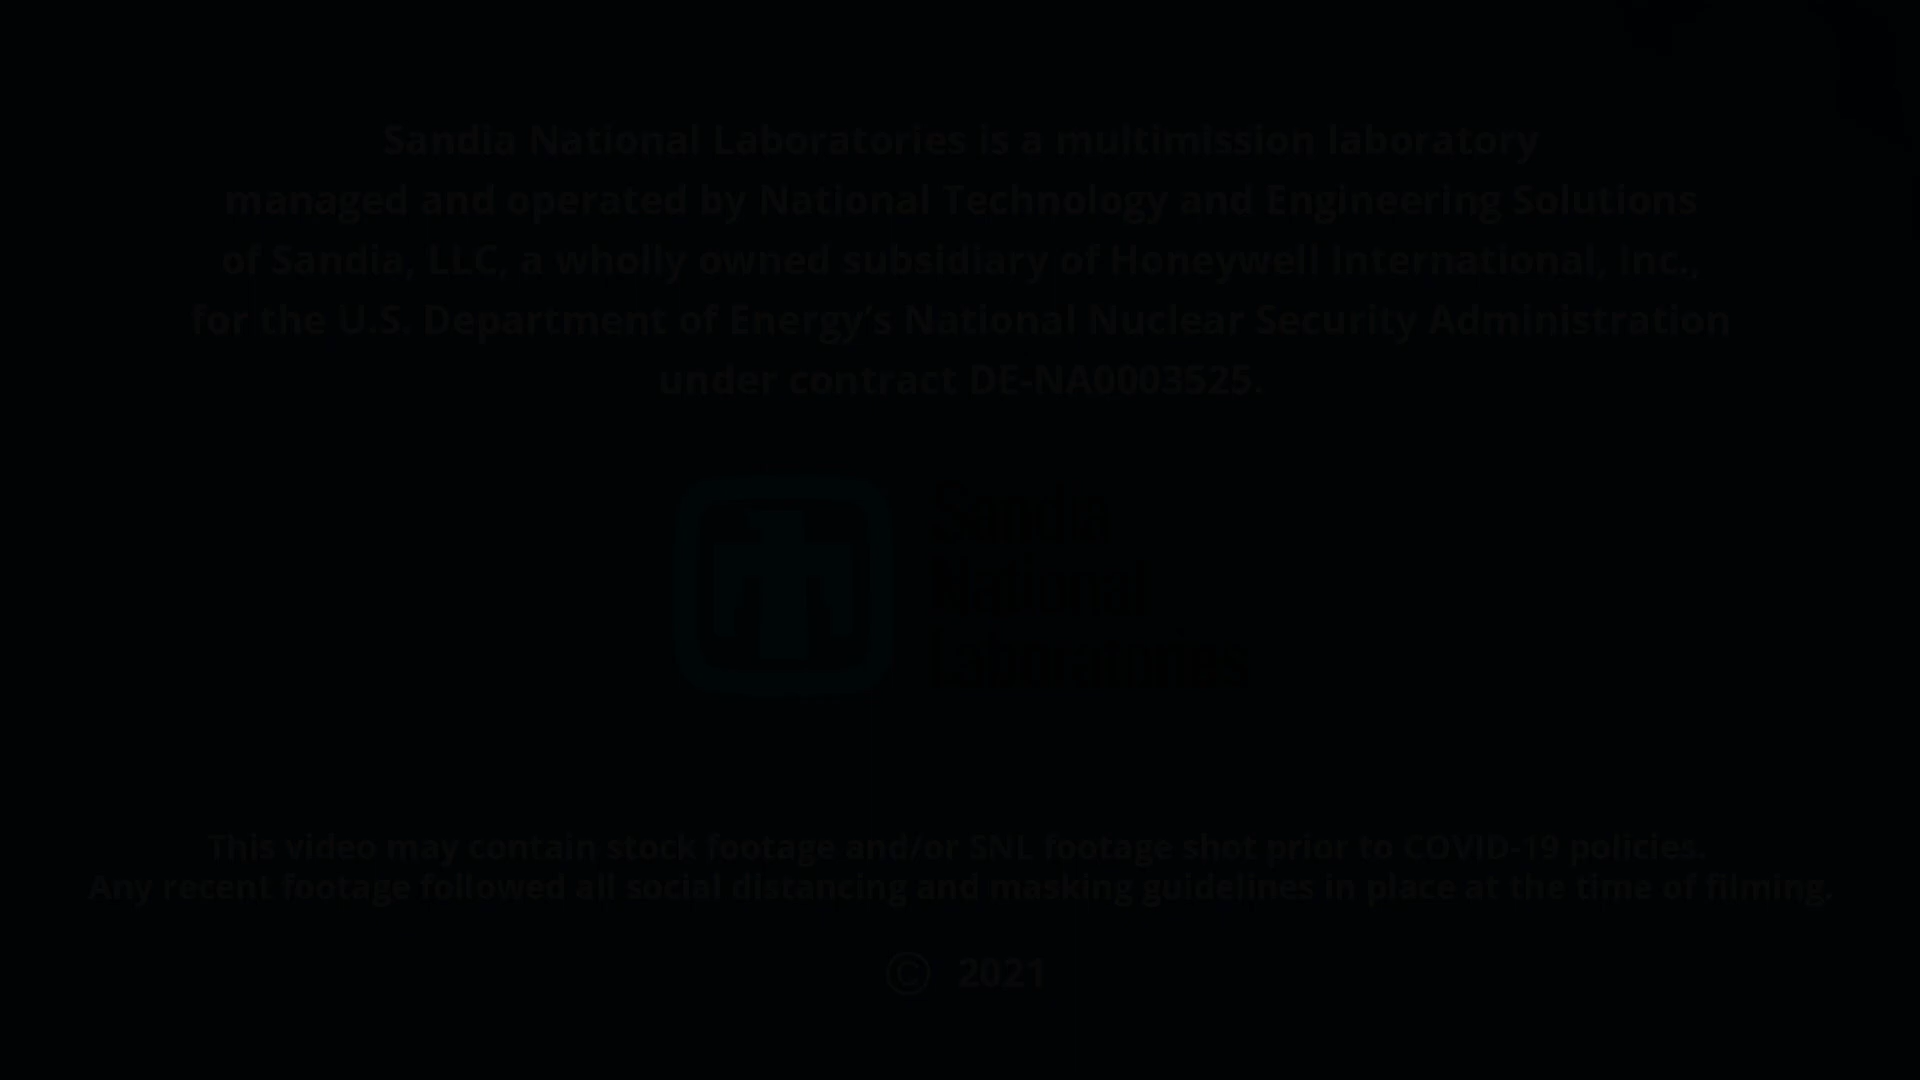 Sandia National Laboratories is a multimission laboratory
managed and operated by National Technology and Engineering Solutions
of Sandia, LLC, a wholly owned subsidiary of Honeywell International, Inc.,
for the U.S. Department of Energy’s National Nuclear Security Administration
under contract DE-NA0003525.
Sandia
National
Laboratories
This video may contain stock footage and/or SNL footage shot prior to COVID-19 policies.
Any recent footage followed all social distancing and masking guidelines in place at the time of filming.
© 2021